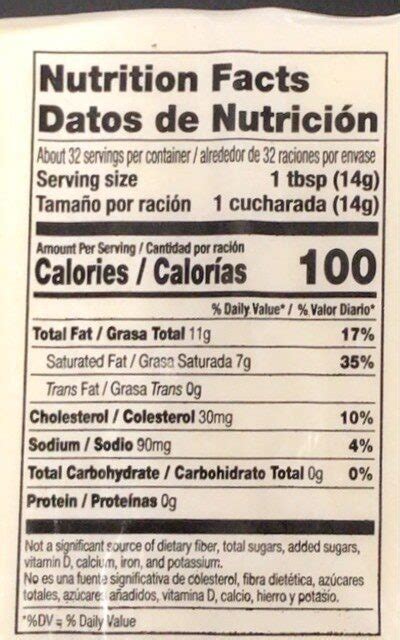 Nutrition Facts
Datos de Nutrición
About 32 servings per container / alrededor de 32 raciones por envase
Serving size 1 tbsp (14g)
Tamaño por ración 1 cucharada (14g)
Amount Per Serving / Cantidad por ración
Calories / Calorías 100
% Daily Value* / % Valor Diario*
Total Fat / Grasa Total 11g 17%
Saturated Fat / Grasa Saturada 7g 35%
Trans Fat / Grasa Trans 0g
Cholesterol / Colesterol 30mg 10%
Sodium / Sodio 90mg 4%
Total Carbohydrate / Carbohidrato Total 0g 0%
Protein / Proteínas 0g
Not a significant source of dietary fiber, total sugars, added sugars,
vitamin D, calcium, iron, and potassium.
No es una fuente significativa de colesterol, fibra dietética, azúcares
totales, azúcares añadidos, vitamina D, calcio, hierro y potasio.
*%DV = % Daily Value